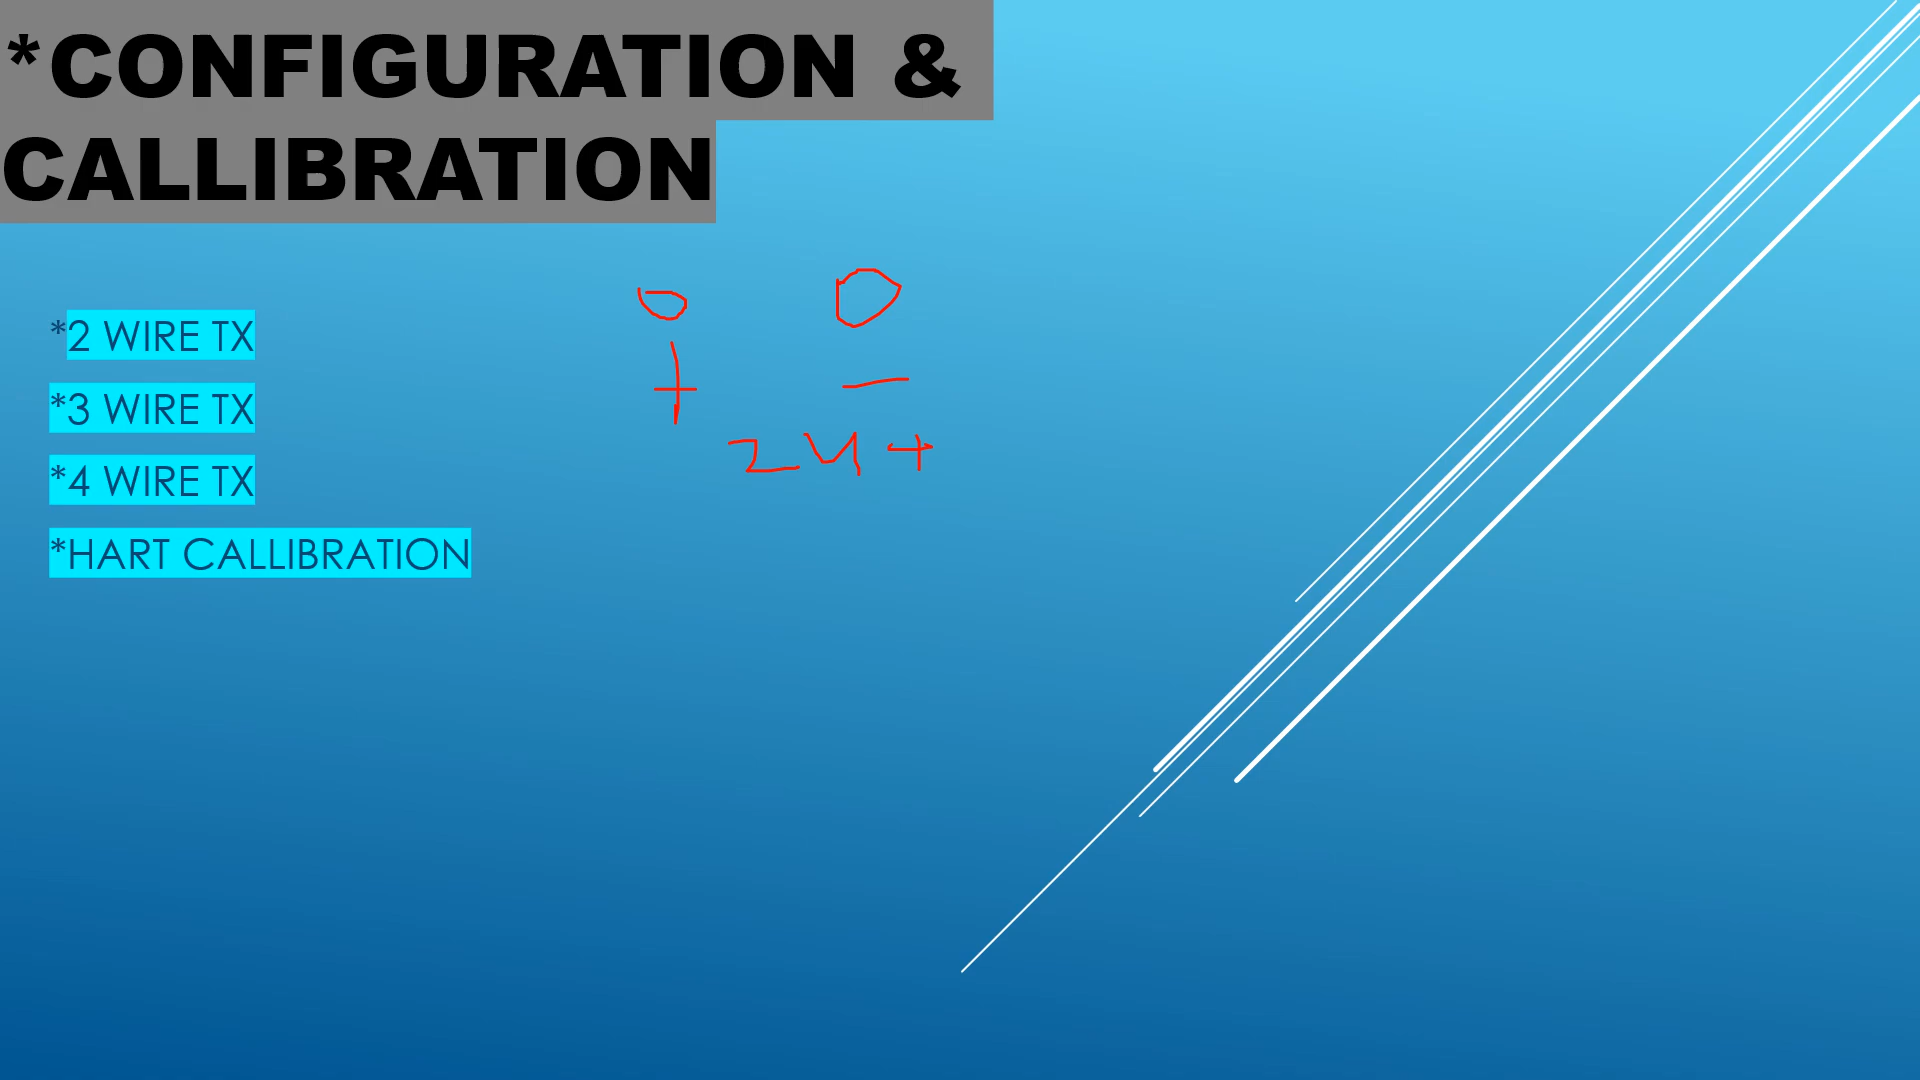 *CONFIGURATION &
CALLIBRATION
*2 WIRE TX
*3 WIRE TX
*4 WIRE TX
*HART CALLIBRATION
+ –
24+